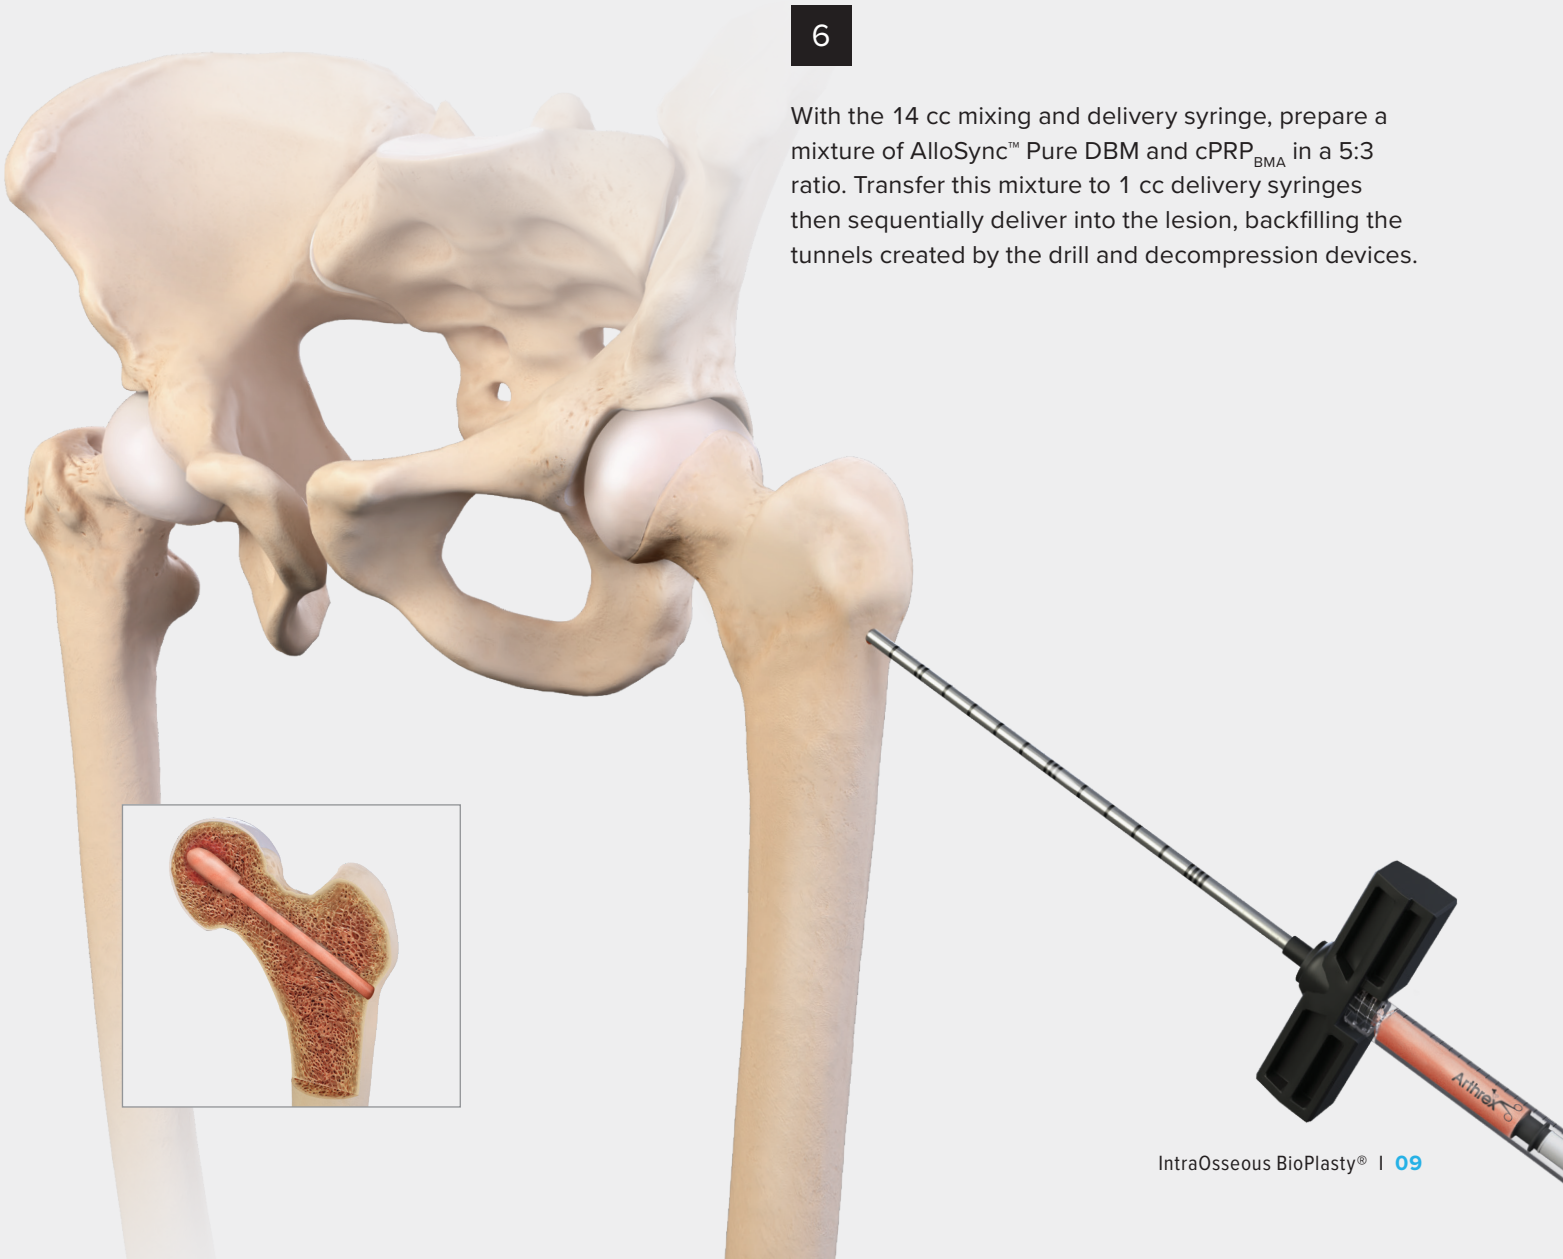 6
With the 14 cc mixing and delivery syringe, prepare a
mixture of AlloSync™ Pure DBM and cPRP BMA in a 5:3
ratio. Transfer this mixture to 1 cc delivery syringes
then sequentially deliver into the lesion, backfilling the
tunnels created by the drill and decompression devices.
Arthrex
IntraOsseous BioPlasty® I 09